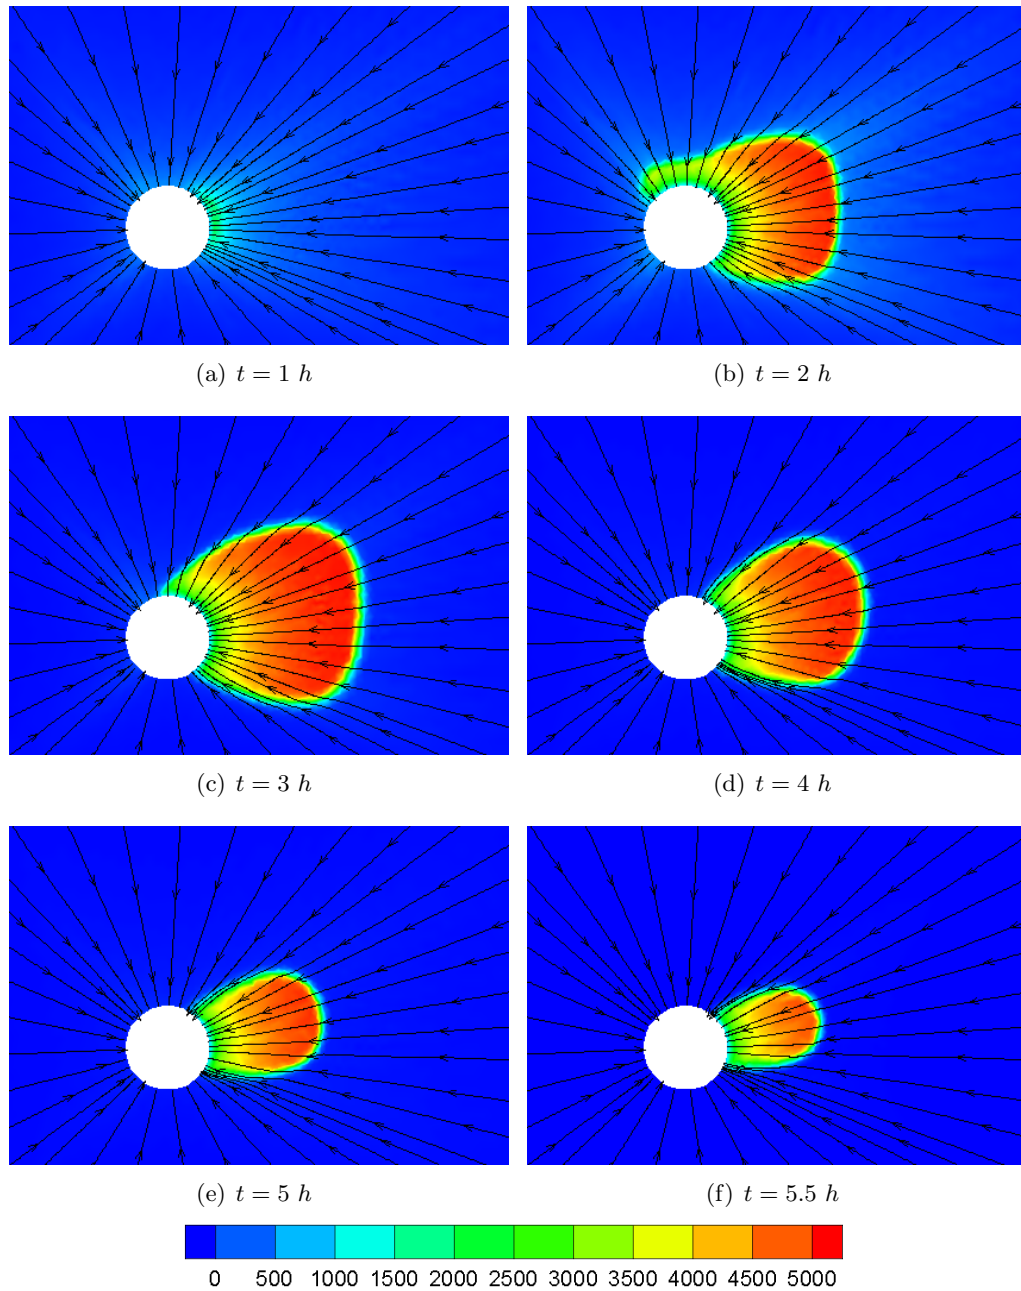 (a) t = 1 h
(b) t = 2 h
(c) t = 3 h
(d) t = 4 h
(e) t = 5 h
(f) t = 5.5 h
0 500 1000 1500 2000 2500 3000 3500 4000 4500 5000